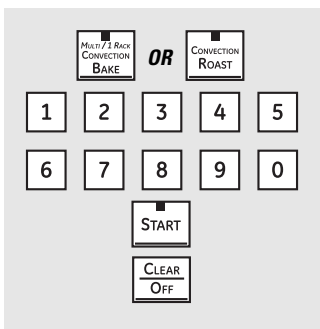 MULTI / 1 RACK
CONVECTION
BAKE
OR
CONVECTION
ROAST
1 2 3 4 5
6 7 8 9 0
START
CLEAR
OFF